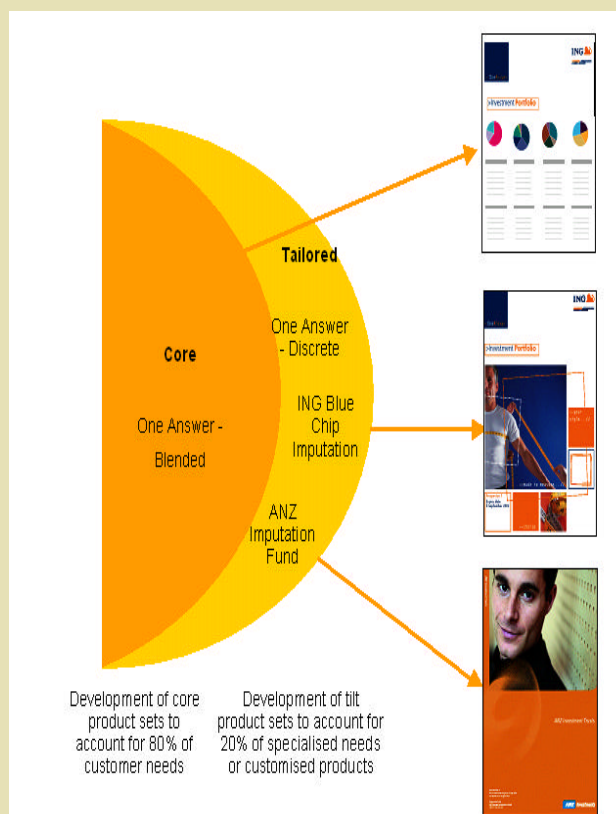 Core
One Answer -
Blended
Tailored
One Answer
- Discrete
ING Blue
Chip
Imputation
ANZ
Imputation
Fund
Development of core
product sets to
account for 80% of
customer needs
Development of tilt
product sets to account for
20% of specialised needs
or customised products
ING
>Investment Portfolio
ING
>Investment Portfolio
ANZ Investment Funds